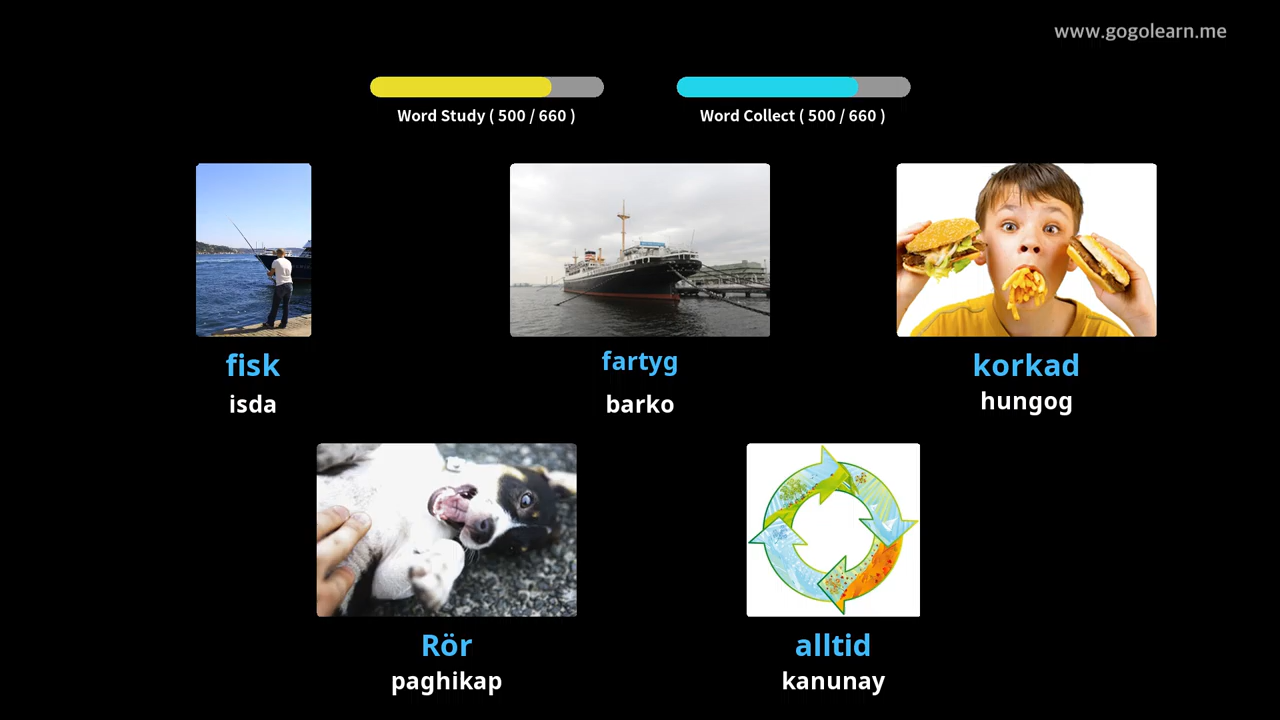 www.gogolearn.me
Word Study ( 500 / 660 )
Word Collect ( 500 / 660 )
fisk
isda
fartyg
barko
korkad
hungog
Rör
paghikap
alltid
kanunay